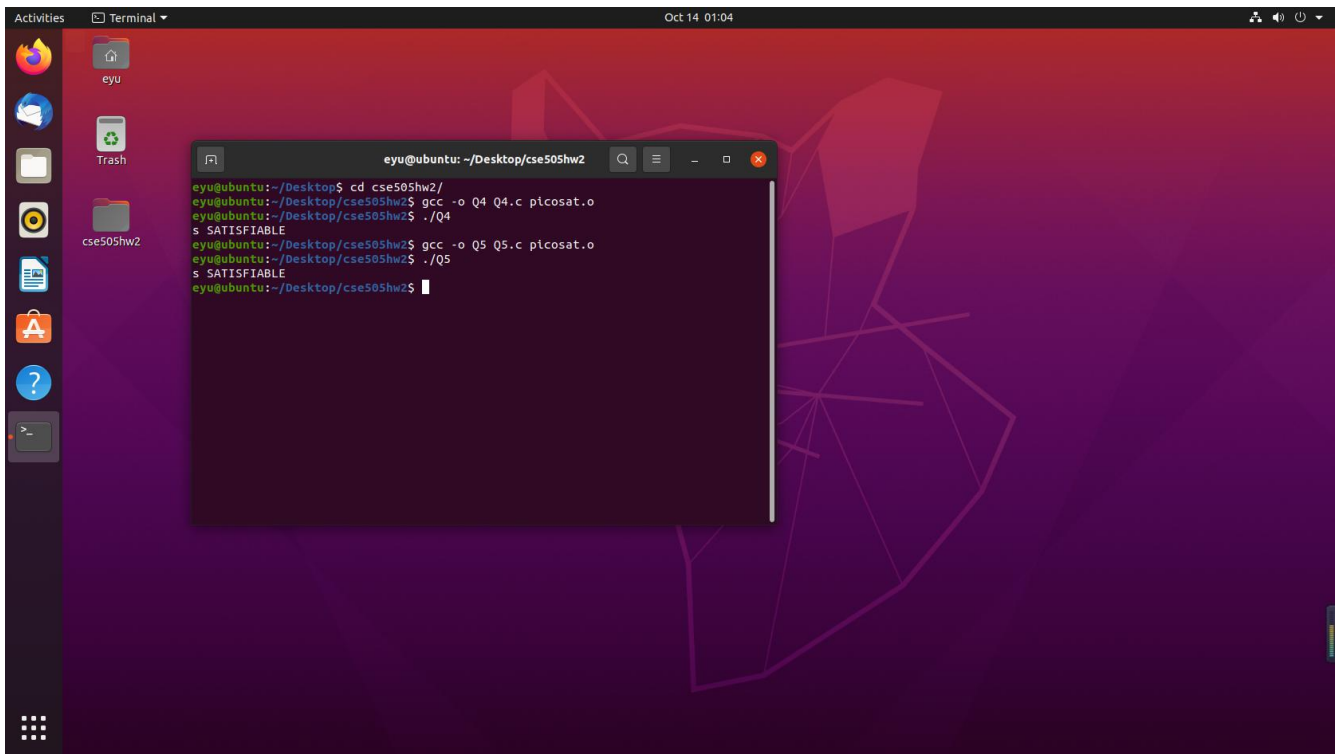 Activities
Terminal
Oct 14 01:04
eyu
Trash
cse505hw2
eyu@ubuntu: ~/Desktop/cse505hw2
eyu@ubuntu:~/Desktop$ cd cse505hw2/
eyu@ubuntu:~/Desktop/cse505hw2$ gcc -o Q4 Q4.c picosat.o
eyu@ubuntu:~/Desktop/cse505hw2$ ./Q4
s SATISFIABLE
eyu@ubuntu:~/Desktop/cse505hw2$ gcc -o Q5 Q5.c picosat.o
eyu@ubuntu:~/Desktop/cse505hw2$ ./Q5
s SATISFIABLE
eyu@ubuntu:~/Desktop/cse505hw2$